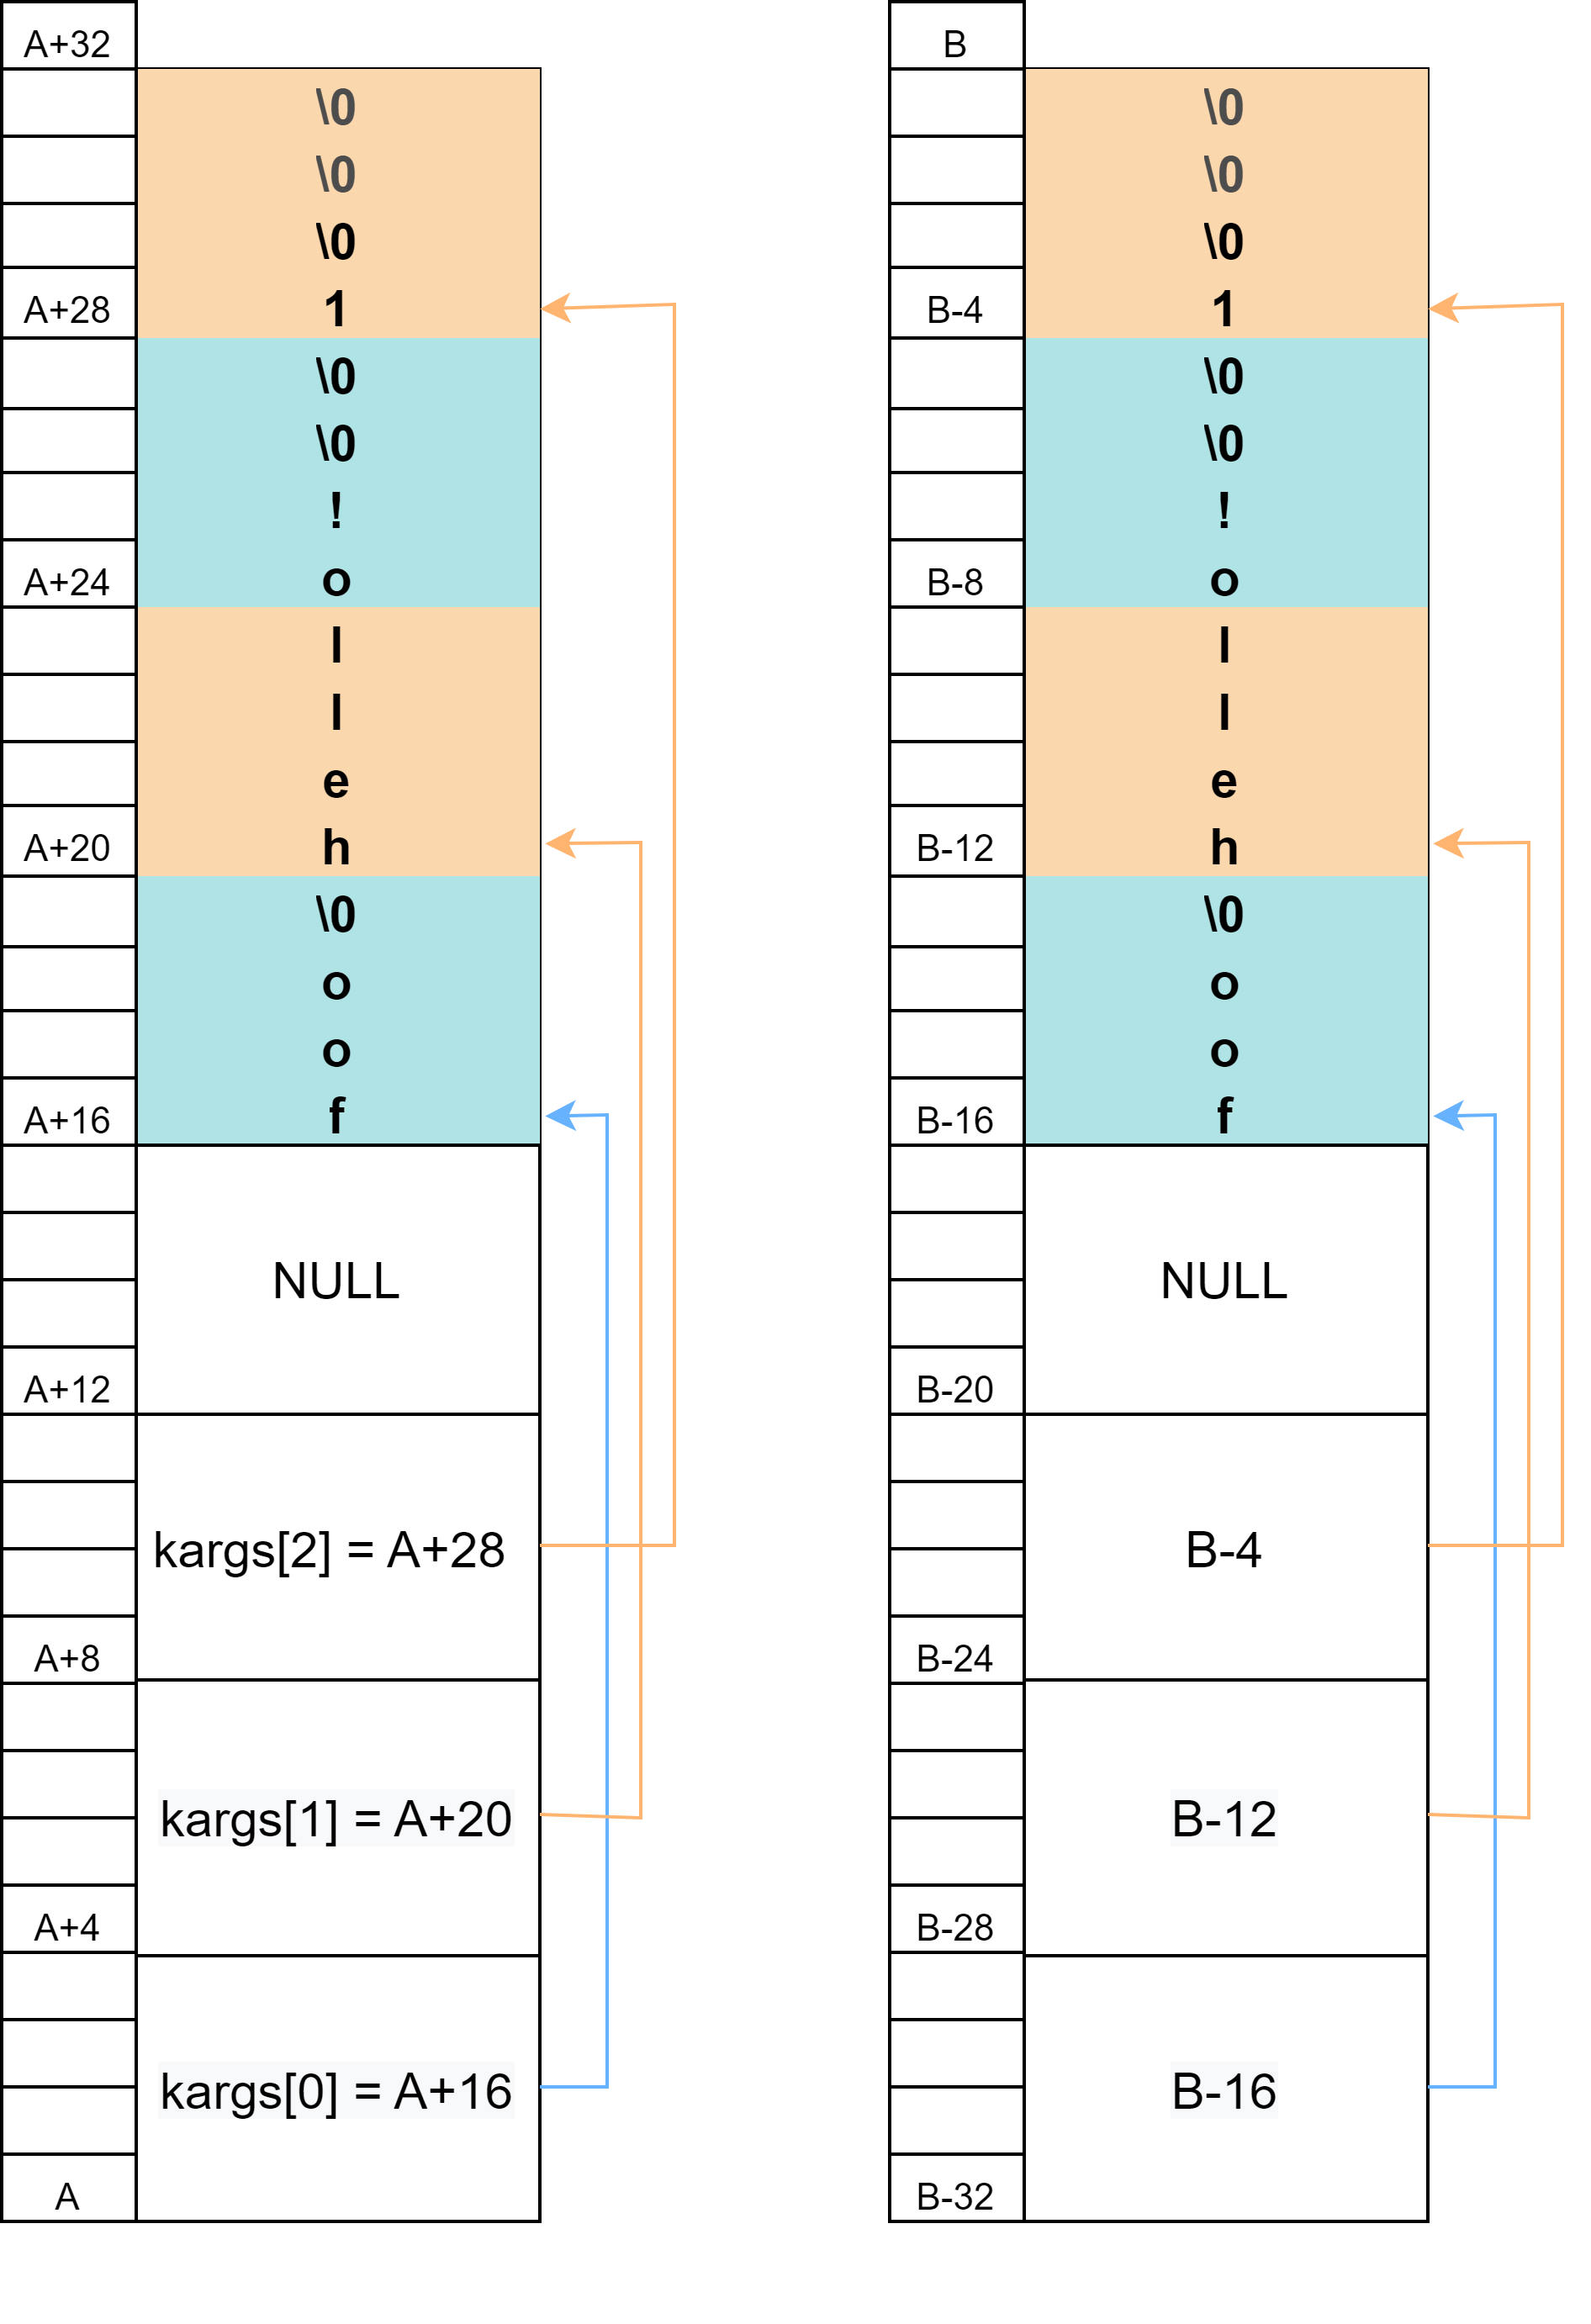 A+32
\0
\0
\0
A+28 1
\0
\0
!
A+24 o
l
l
e
A+20 h
\0
o
o
A+16 f
NULL
A+12
kargs[2] = A+28
A+8
kargs[1] = A+20
A+4
kargs[0] = A+16
A
B
\0
\0
\0
B-4 1
\0
\0
!
B-8 o
l
l
e
B-12 h
\0
o
o
B-16 f
NULL
B-20
B-4
B-24
B-12
B-28
B-16
B-32